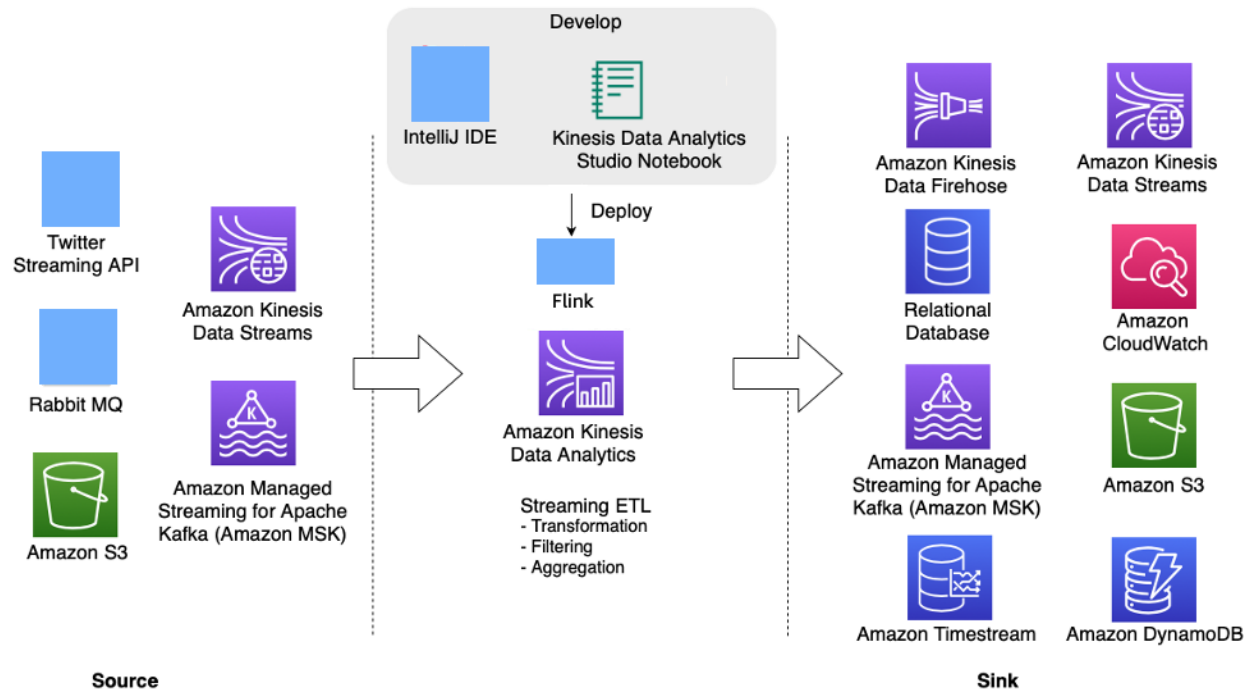 Develop
IntelliJ IDE
Kinesis Data Analytics
Studio Notebook
Deploy
Flink
Twitter
Streaming API
Amazon Kinesis
Data Streams
Rabbit MQ
K
Amazon Managed
Streaming for Apache
Kafka (Amazon MSK)
Amazon S3
Source
Amazon Kinesis
Data Analytics
Streaming ETL
- Transformation
- Filtering
- Aggregation
Amazon Kinesis
Data Firehose
Amazon Kinesis
Data Streams
Relational
Database
Amazon
CloudWatch
K
Amazon Managed
Streaming for Apache
Kafka (Amazon MSK)
Amazon S3
Amazon Timestream
Amazon DynamoDB
Sink